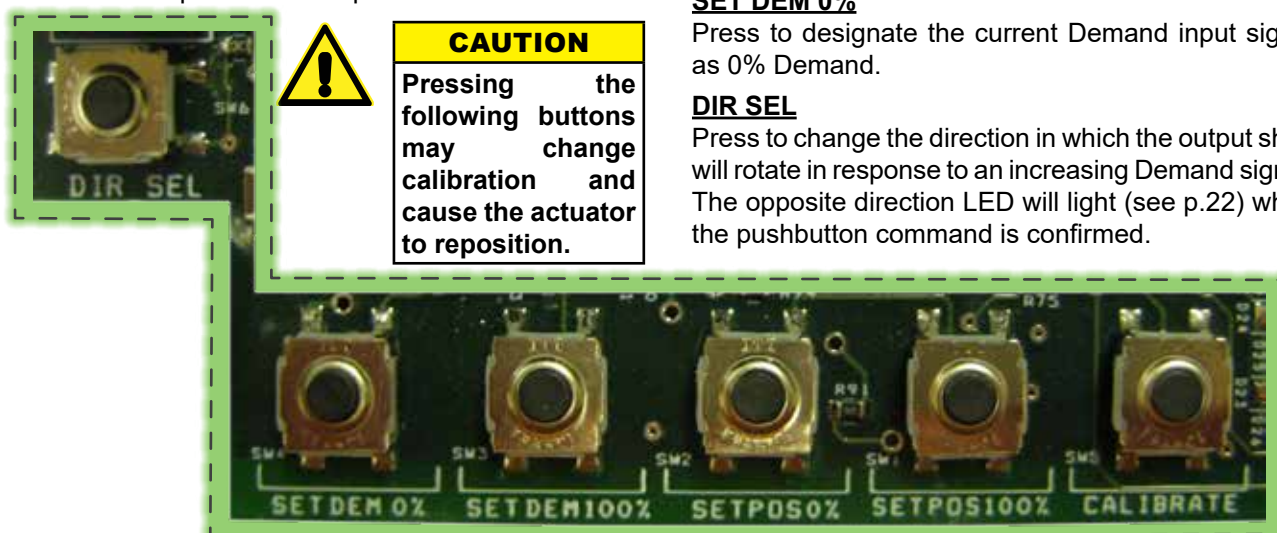 CAUTION
Pressing the
following buttons
may change
calibration and
cause the actuator
to reposition.
SET DEM 0%
Press to designate the current Demand input sig
as 0% Demand.
DIR SEL
Press to change the direction in which the output sh
will rotate in response to an increasing Demand sign
The opposite direction LED will light (see p.22) wh
the pushbutton command is confirmed.
SW6
DIR SEL
R75
R91
SW4
SW3
SW2
SW5
SET DEM 0%
SET DEM100%
SETPOS0%
SETPOS100%
CALIBRATE